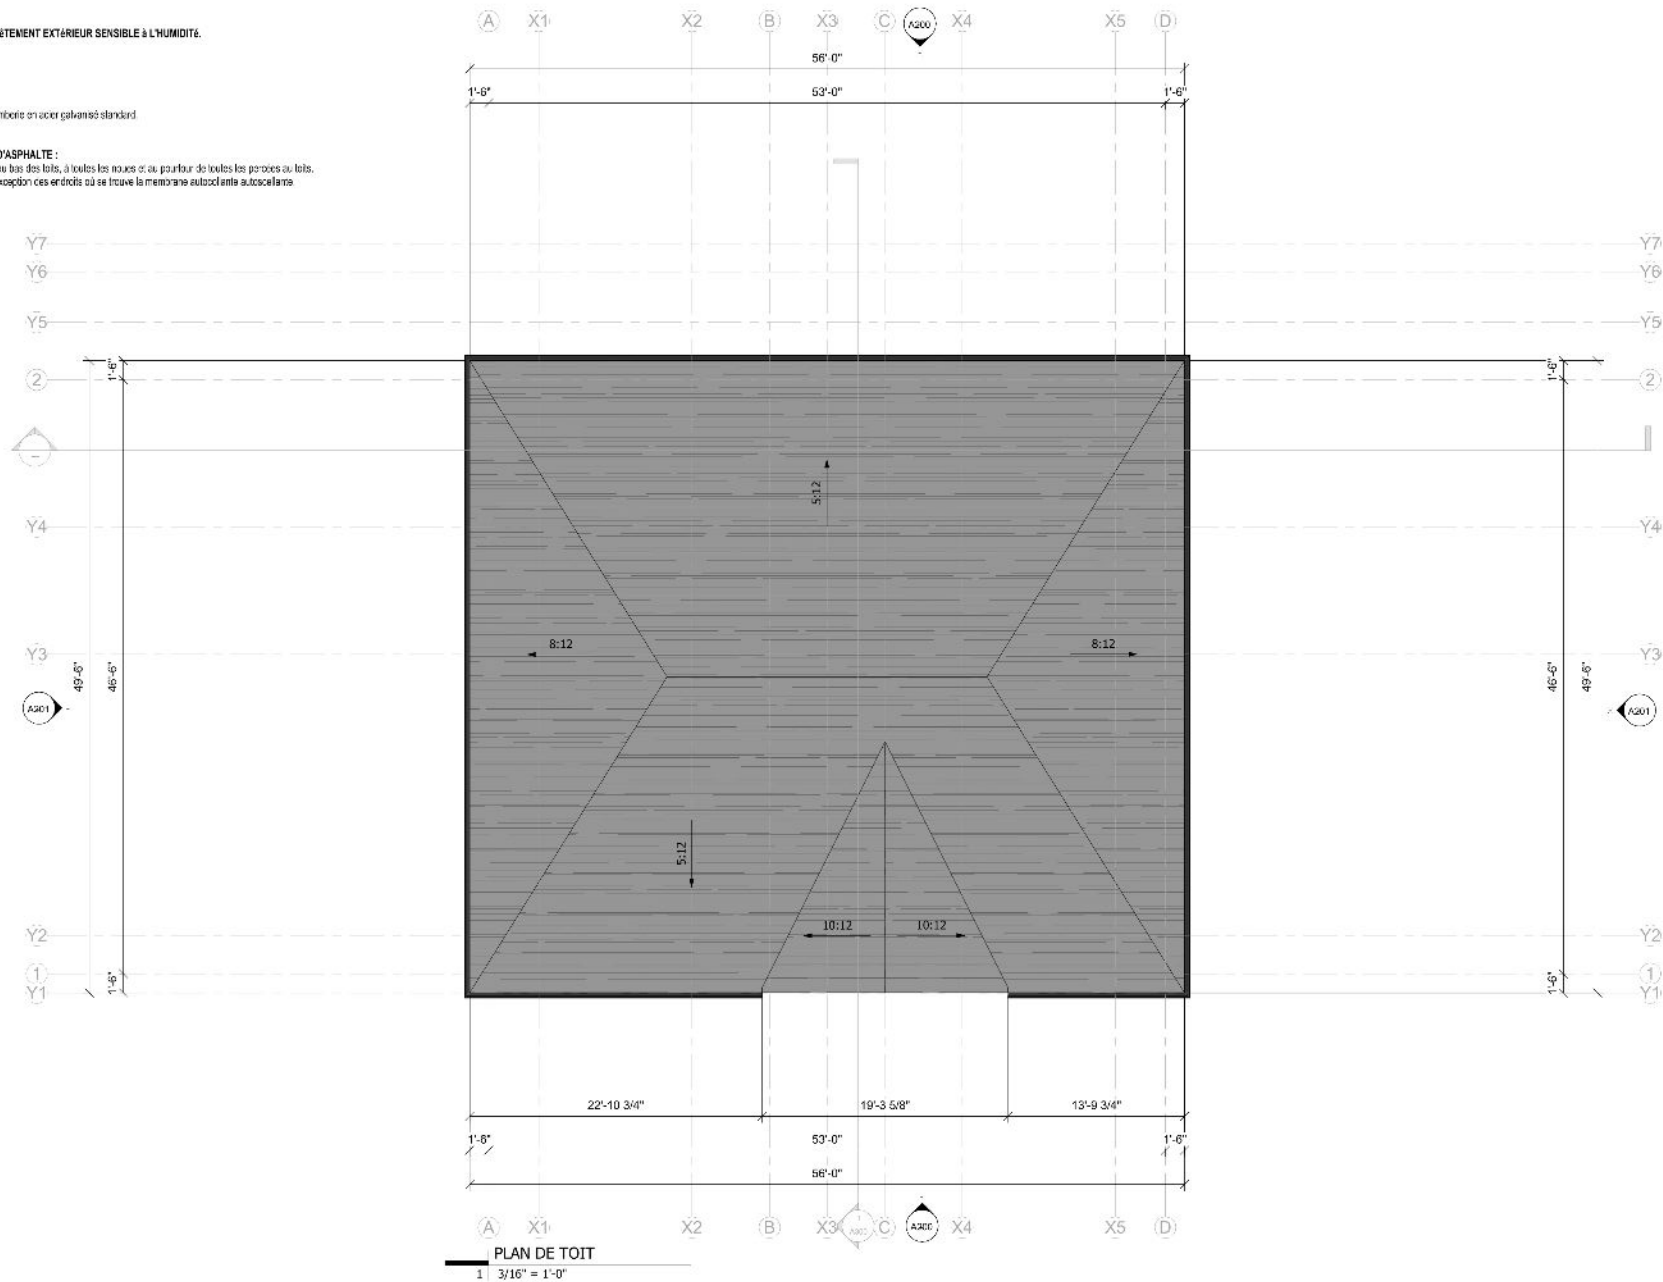 ÊTEMENT EXTÉRIEUR SENSIBLE à L'HUMIDITÉ.
mberie en acier galvanisé standard.
D'ASPHALTE :
u bas des toits, à toutes les noues et au pourtour de toutes les percées au toits.
xception des endroits où se trouve la membrane autocollante autoscellante.
A X1 X2 B X3 C A200 X4 X5 D
56'-0"
1'-6" 53'-0" 1'-6"
Y7 Y7
Y6 Y6
Y5 Y5
2 1'-6" 1'-6" 2
5:12
Y4 Y4
8:12 8:12
Y3 Y3
49'-6" 46'-6" 46'-6" 49'-6"
A201 A201
5:12
10:12 10:12
Y2 Y2
1 1'-6" 1'-6" 1
Y1 Y1
22'-10 3/4" 19'-3 5/8" 13'-9 3/4"
1'-6" 53'-0" 1'-6"
56'-0"
A X1 X2 B X3 C A200 X4 X5 D
PLAN DE TOIT
1 3/16" = 1'-0"